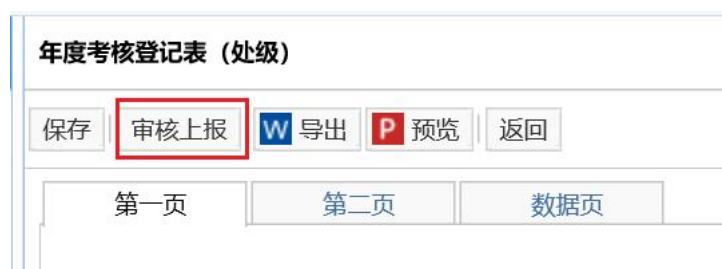 年度考核登记表（处级）
保存 审核上报 W 导出 P 预览 返回
第一页 第二页 数据页